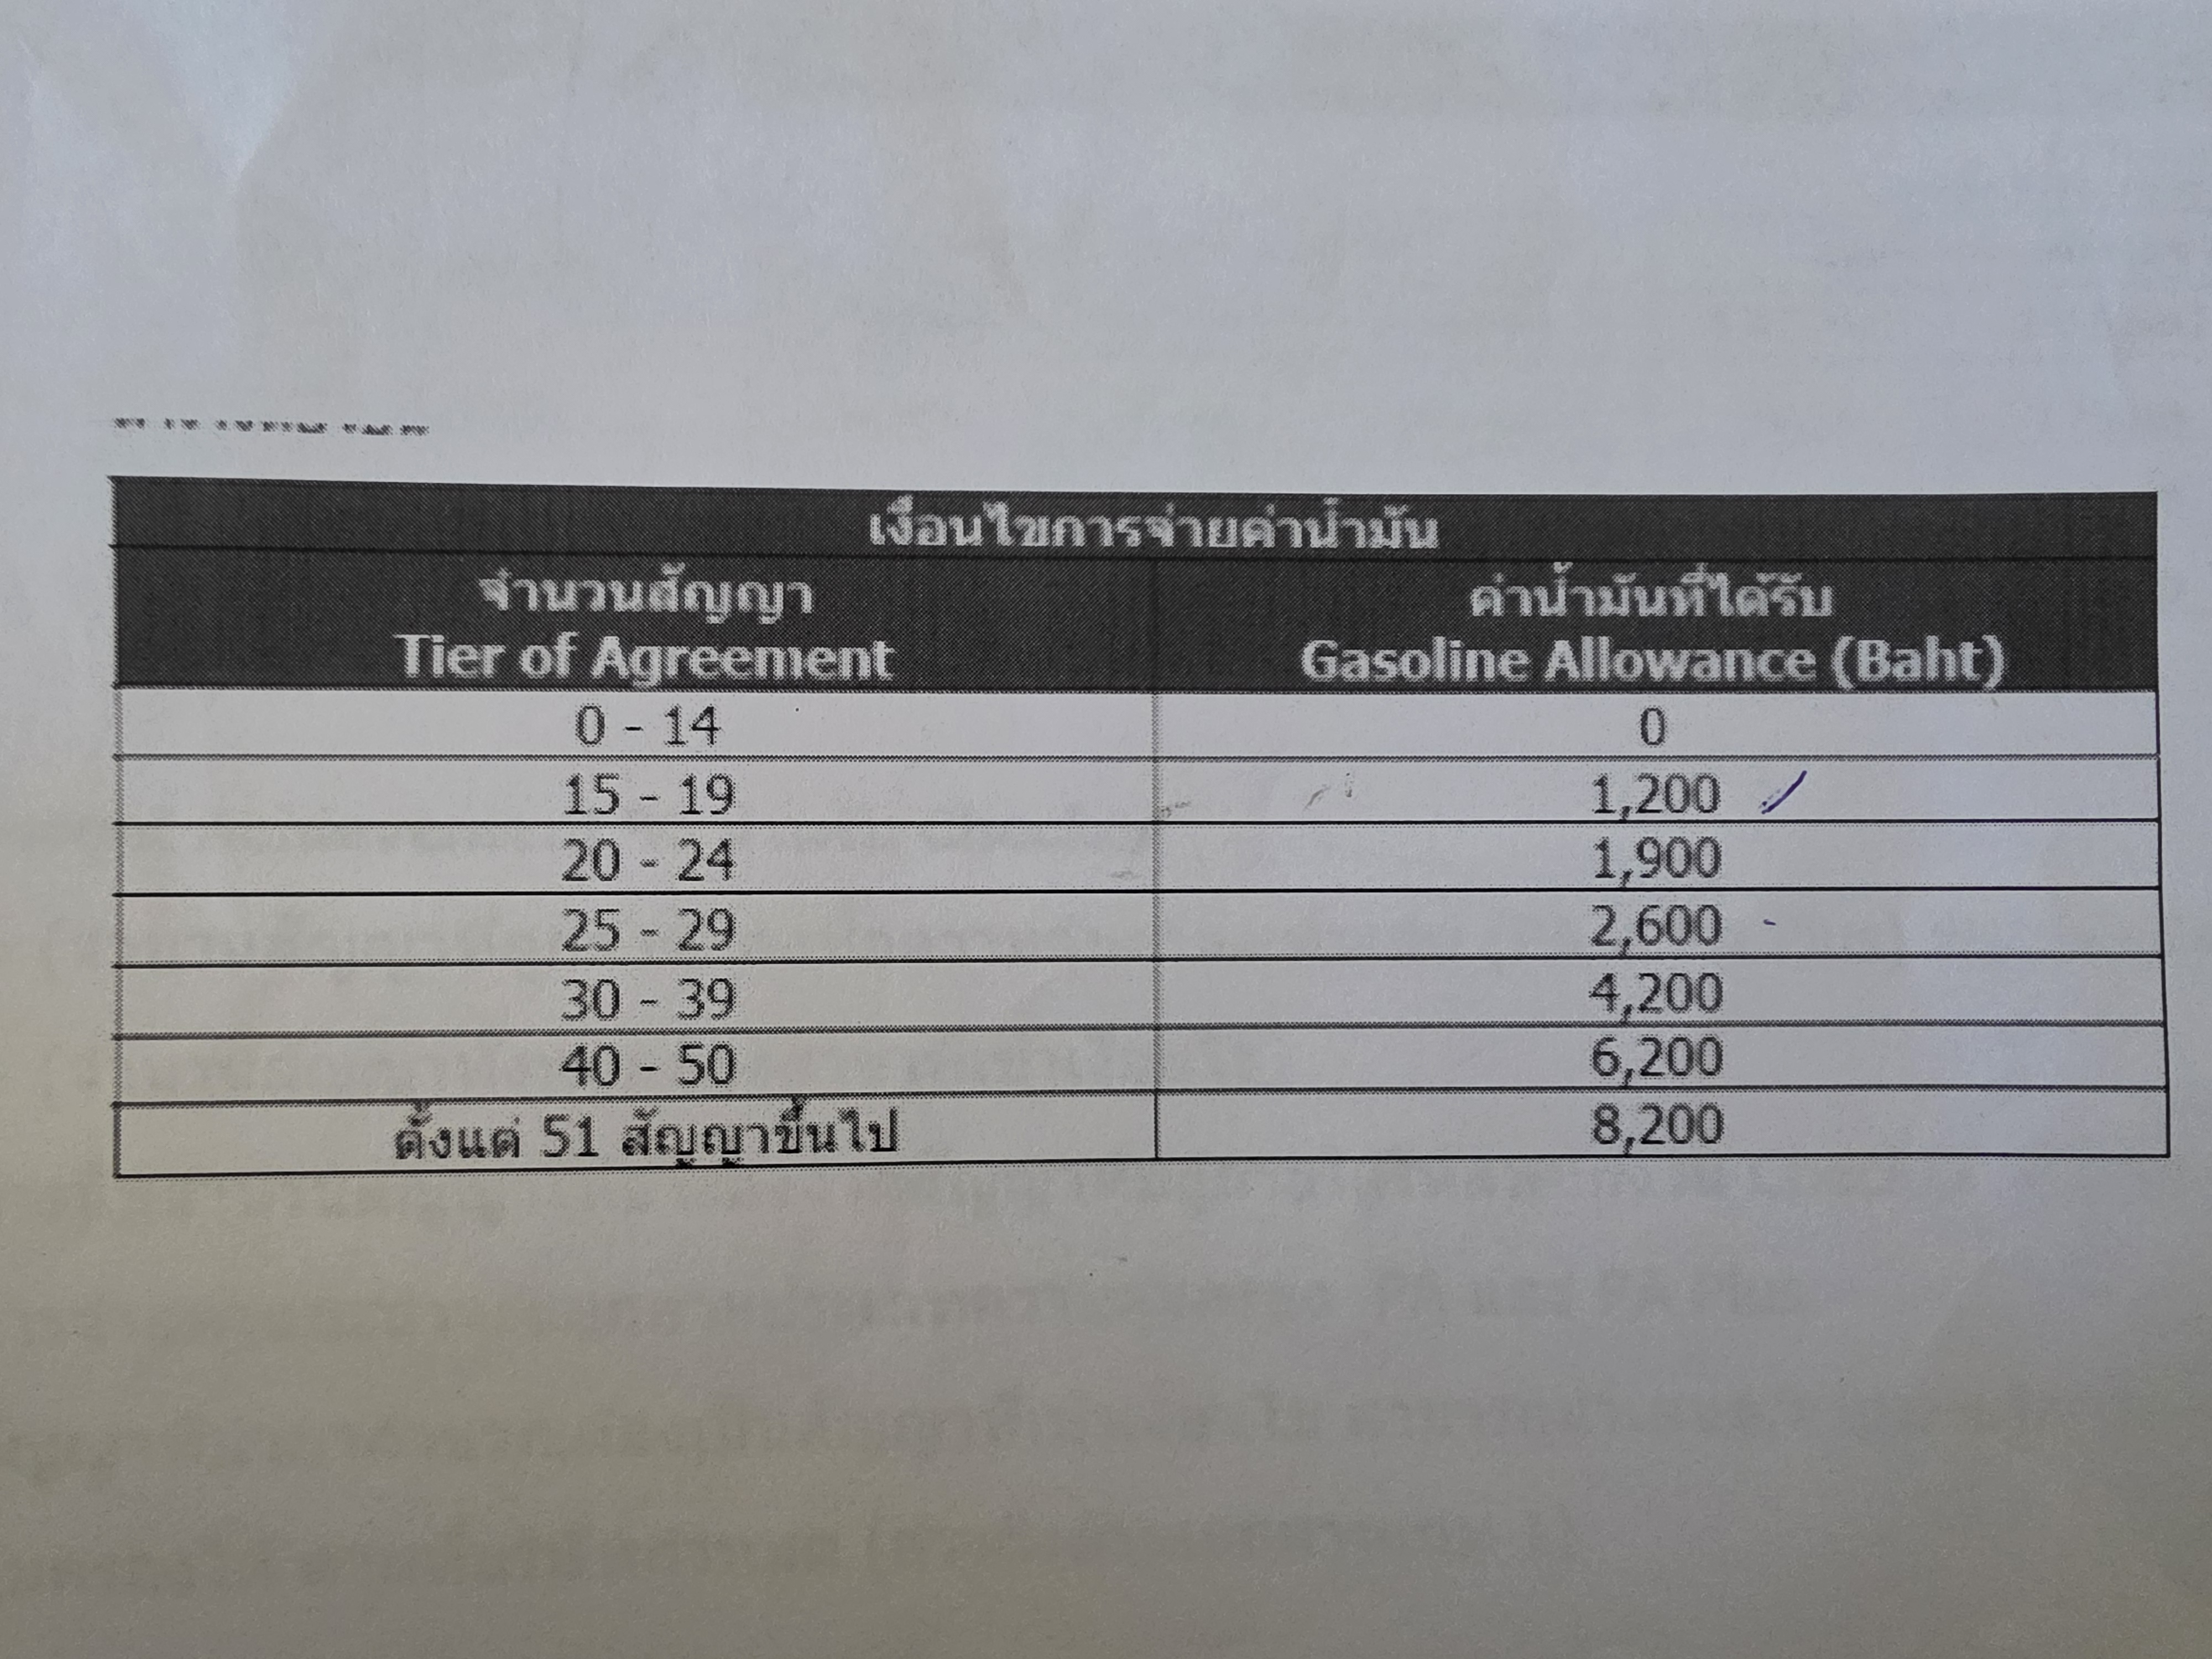 เงื่อนไขการจ่ายค่าน้ำมัน
จำนวนสัญญา
Tier of Agreement
ค่าน้ำมันที่ได้รับ
Gasoline Allowance (Baht)
0 - 14 0
15 - 19 1,200
20 - 24 1,900
25 - 29 2,600
30 - 39 4,200
40 - 50 6,200
ตั้งแต่ 51 สัญญาขึ้นไป 8,200